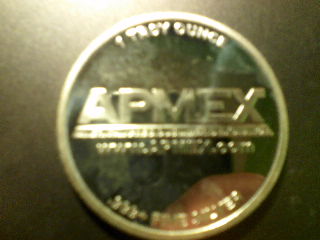 1 TROY OUNCE
APMEX
www.APMEX.com
.999+ FINE SILVER